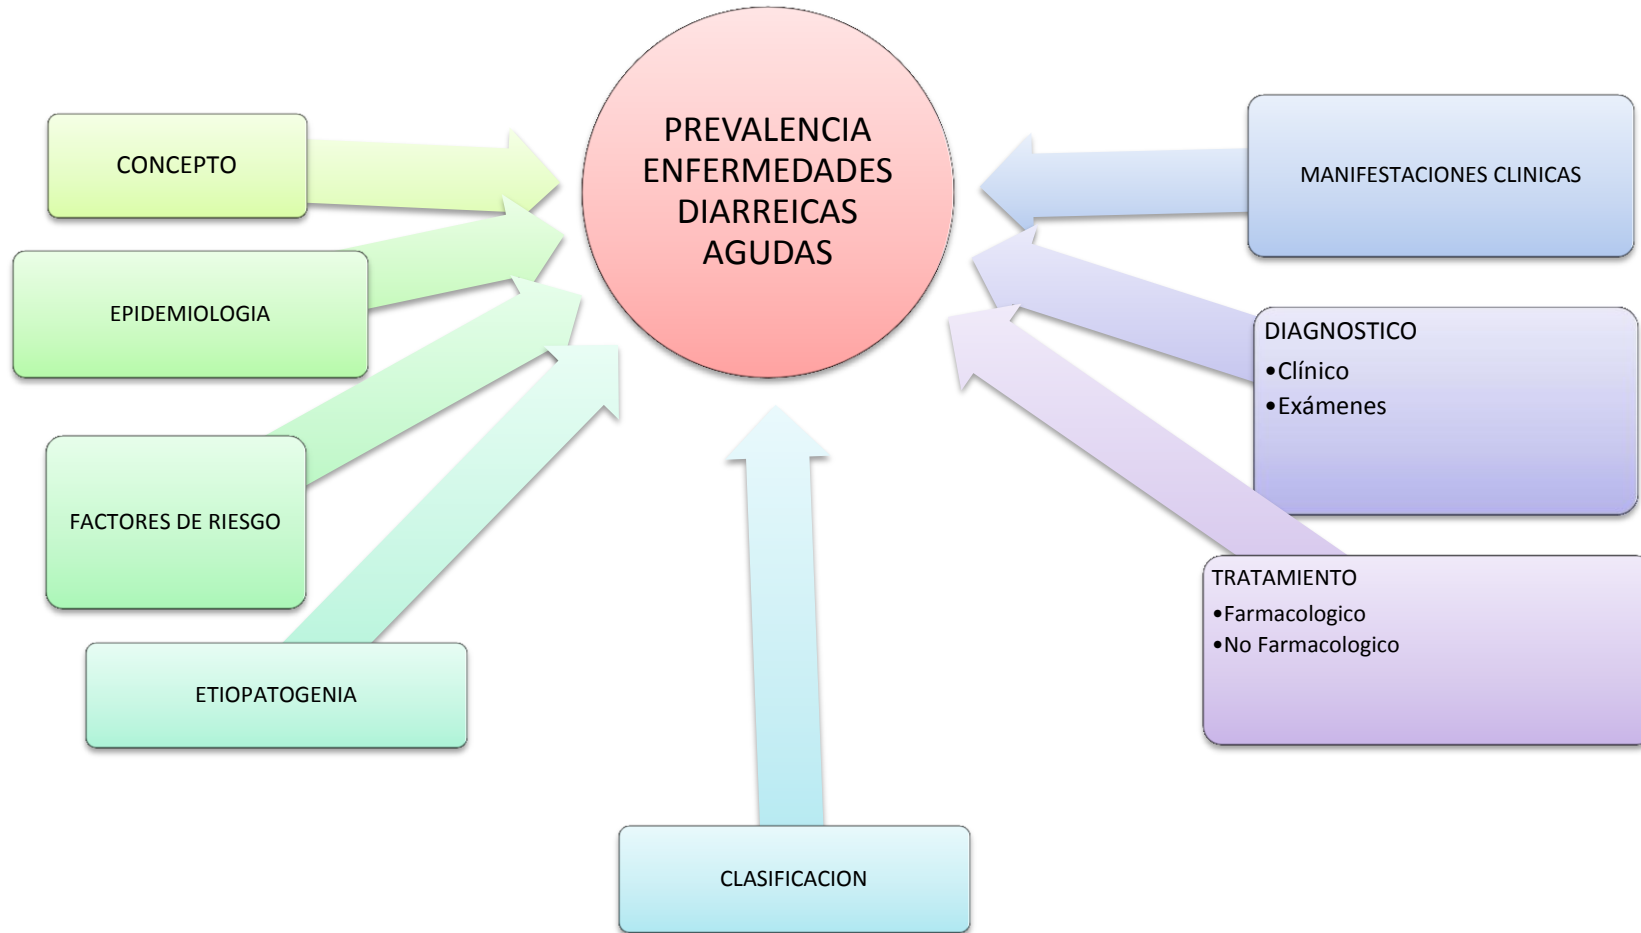 PREVALENCIA
ENFERMEDADES
DIARREICAS
AGUDAS
CONCEPTO
EPIDEMIOLOGIA
FACTORES DE RIESGO
ETIOPATOGENIA
CLASIFICACION
MANIFESTACIONES CLINICAS
DIAGNOSTICO
•Clínico
•Exámenes
TRATAMIENTO
•Farmacologico
•No Farmacologico